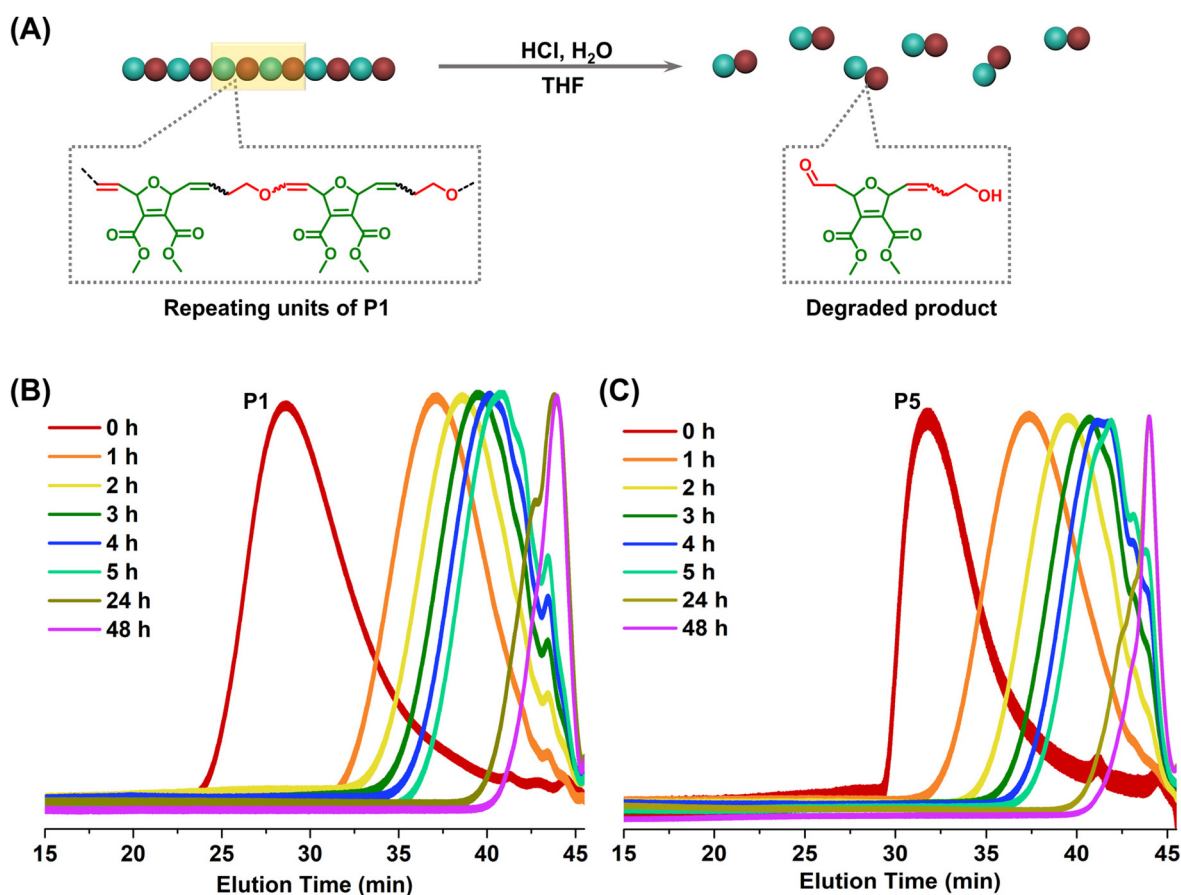 (A)
HCl, H₂O
THF
O
O
O
O
O
O
O
O
O
O
O
O
Repeating units of P1
O
O
OH
O
O
O
O
Degraded product
(B)
P1
0 h
1 h
2 h
3 h
4 h
5 h
24 h
48 h
15 20 25 30 35 40 45
Elution Time (min)
(C)
P5
0 h
1 h
2 h
3 h
4 h
5 h
24 h
48 h
15 20 25 30 35 40 45
Elution Time (min)